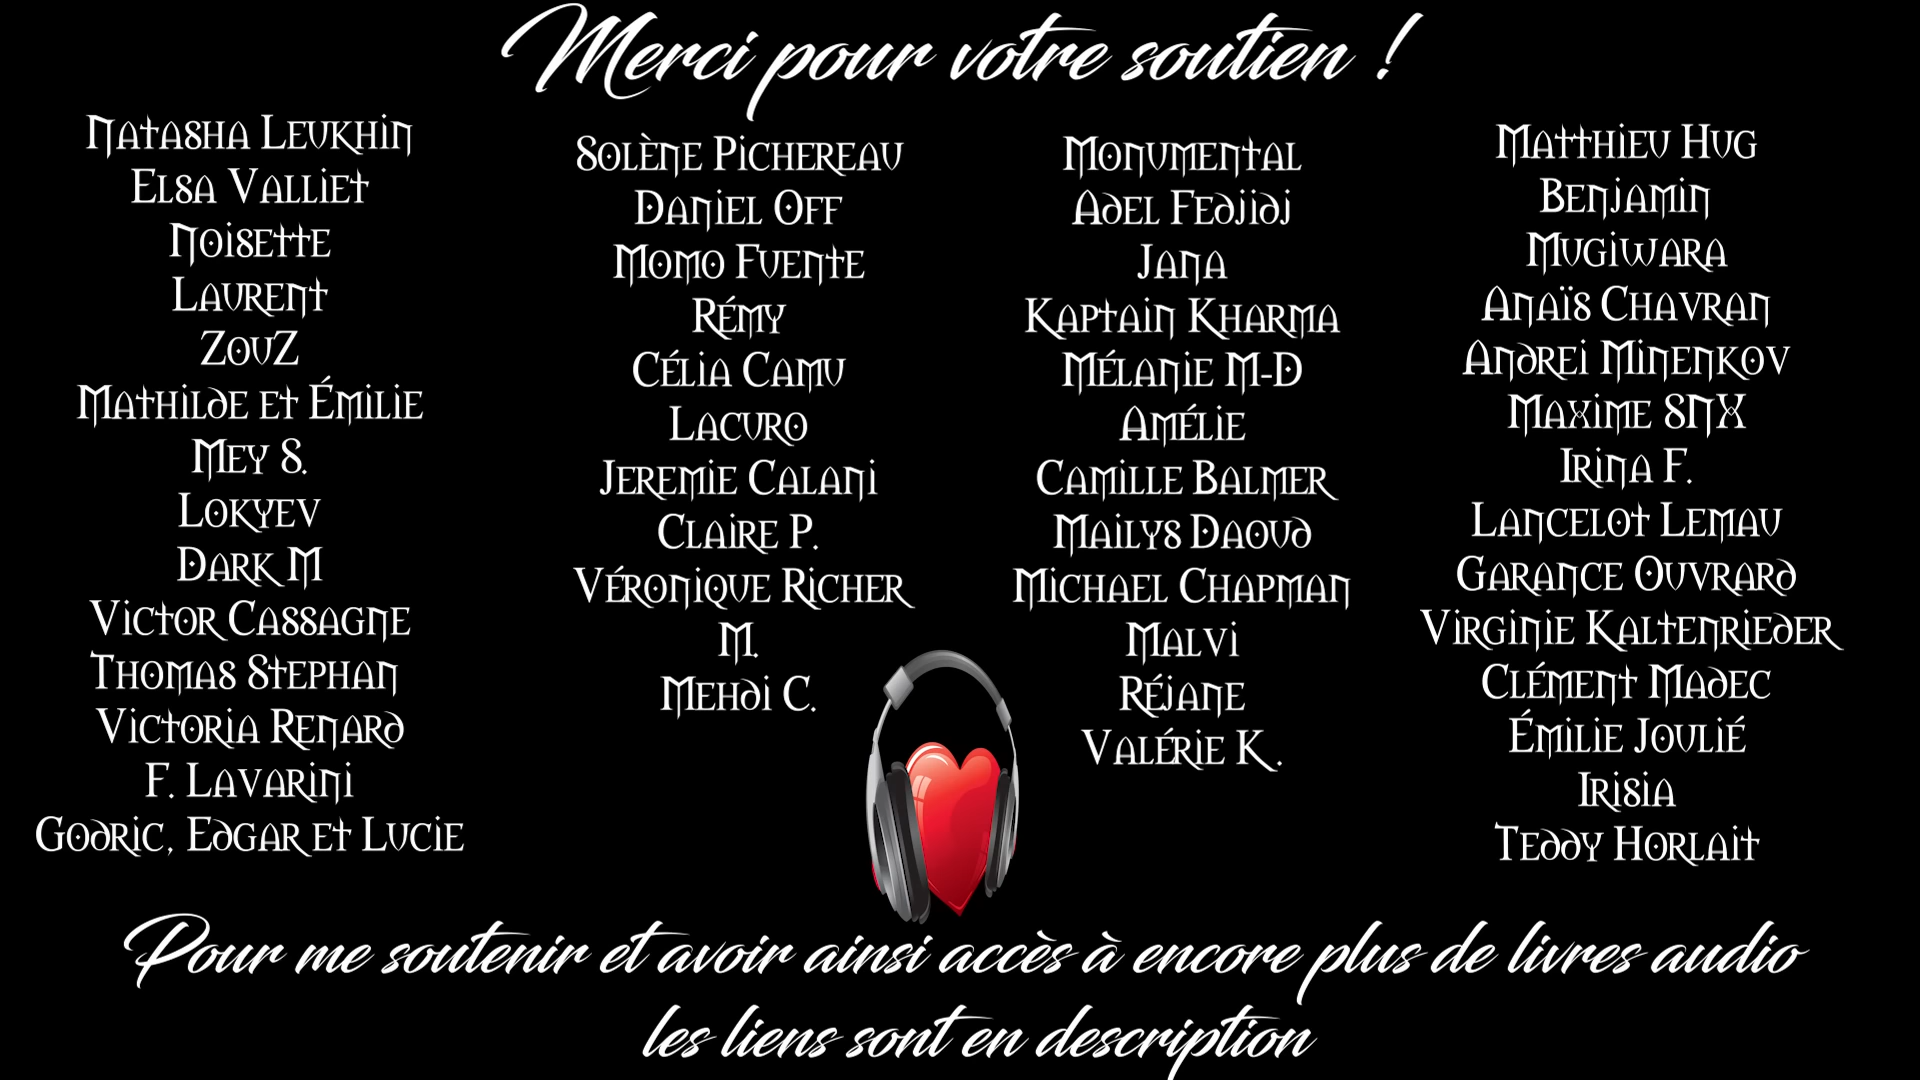 Merci pour votre soutien !
Natasha Leukhin
Elsa Valliet
Noisette
Laurent
ZouZ
Mathilde et Émilie
Mey S.
Lokyev
Dark M
Victor Cassagne
Thomas Stephan
Victoria Renard
F. Lavarini
Godric, Edgar et Lucie
Solène Pichereau
Daniel Off
Momo Fuente
Rémy
Célia Camu
Lacuro
Jeremie Calani
Claire P.
Véronique Richer
M.
Mehdi C.
Monumental
Adel Fedjidj
Jana
Kaptain Kharma
Mélanie M-D
Amélie
Camille Balmer
Mailys Daoud
Michael Chapman
Malvi
Réjane
Valérie K.
Matthieu Hug
Benjamin
Mugiwara
Anaïs Chavran
Andrei Minenkov
Maxime SNX
Irina F.
Lancelot Lemau
Garance Ouvrard
Virginie Kaltenrieder
Clément Madec
Émilie Joulié
Irisia
Teddy Horlait
Pour me soutenir et avoir ainsi accès à encore plus de livres audio
les liens sont en description